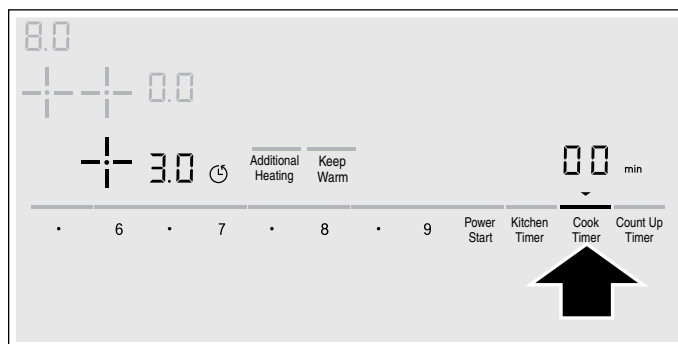 8.0
0.0
3.0
Additional Heating
Keep Warm
00 min
· 6 · 7 · 8 · 9
Power Start
Kitchen Timer
Cook Timer
Count Up Timer